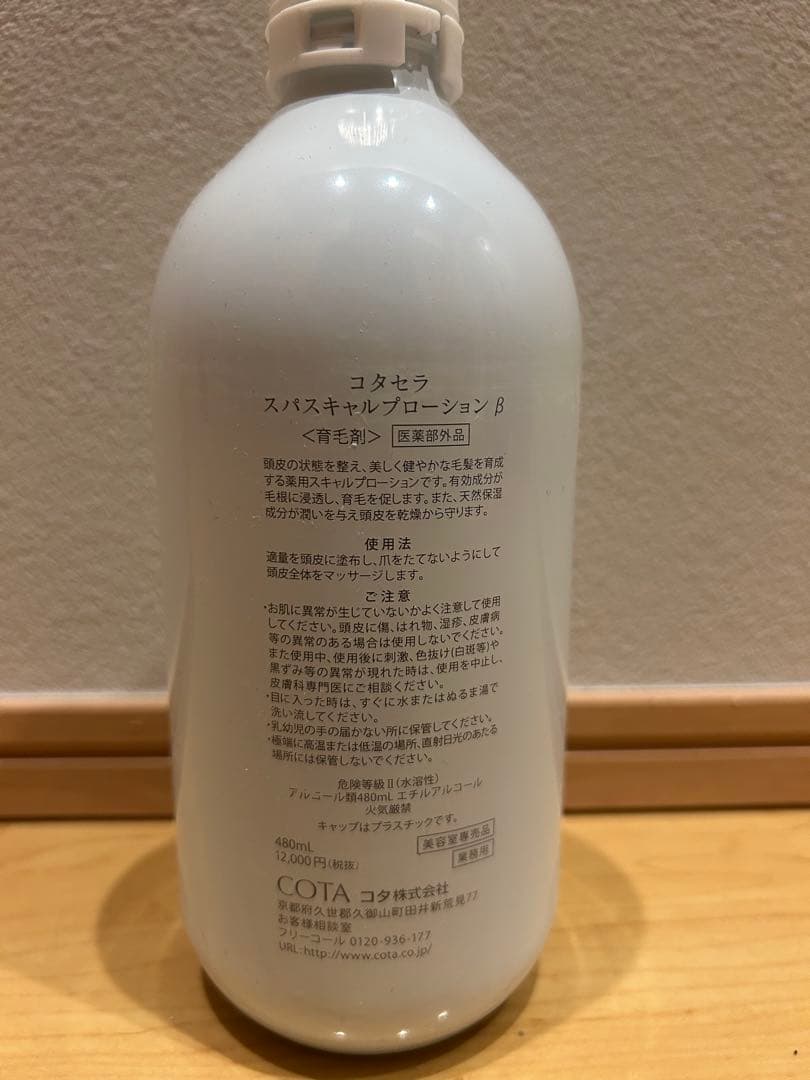 コタセラ
スパスキャルプローション β
＜育毛剤＞ 医薬部外品
頭皮の状態を整え、美しく健やかな毛髪を育成
する薬用スキャルプローションです。有効成分が
毛根に浸透し、育毛を促します。また、天然保湿
成分が潤いを与え頭皮を乾燥から守ります。
使用法
適量を頭皮に塗布し、爪をたてないようにして
頭皮全体をマッサージします。
ご注意
・お肌に異常が生じていないかよく注意して使用
してください。頭皮に傷、はれ物、湿疹、皮膚病
等の異常のある場合は使用しないでください。
また使用中、使用後に刺激、色抜け(白斑等)や
黒ずみ等の異常が現れた時は、使用を中止し、
皮膚科専門医にご相談ください。
・目に入った時は、すぐに水またはぬるま湯で
洗い流してください。
・乳幼児の手の届かない所に保管してください。
・極端に高温または低温の場所、直射日光のあたる
場所には保管しないでください。
危険等級Ⅱ(水溶性)
アルコール類480mL エチルアルコール
火気厳禁
キャップはプラスチックです。
480mL 美容室専売品
12,000円(税抜) 業務用
COTA コタ株式会社
京都府久世郡久御山町田井新荒見77
お客様相談室
フリーコール 0120-936-177
URL:http://www.cota.co.jp/